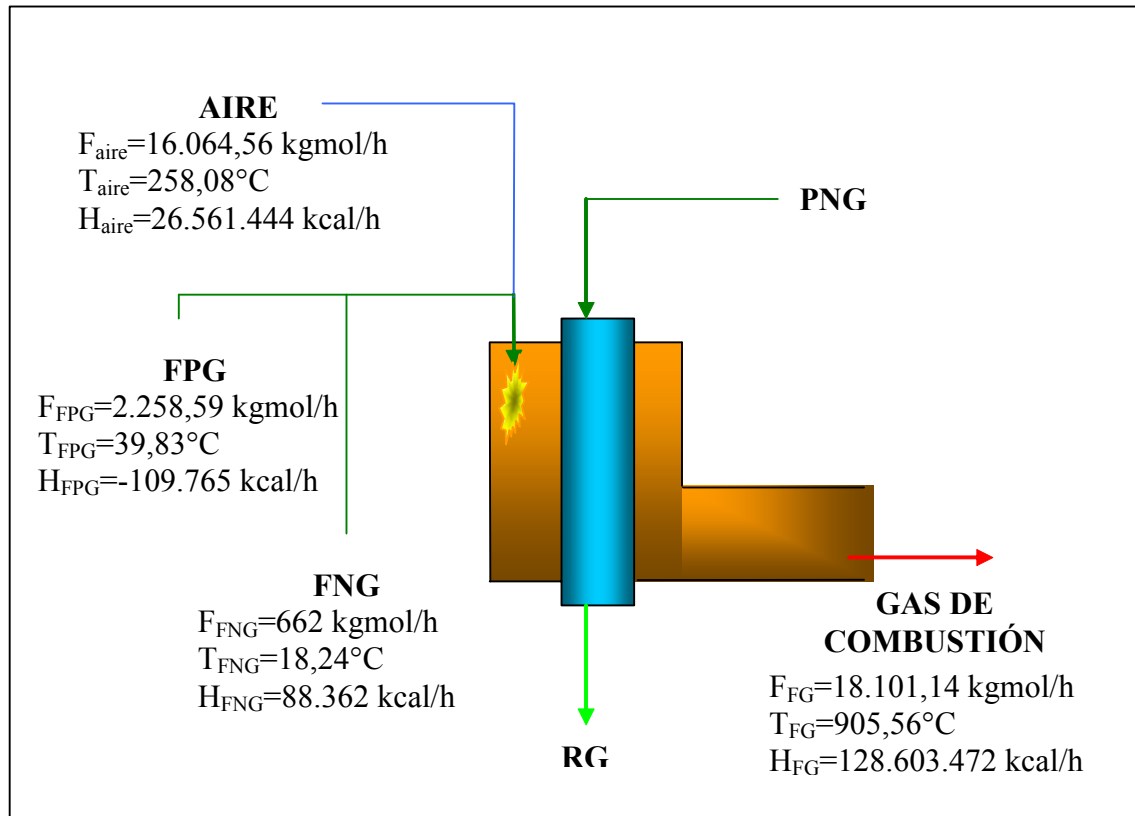 AIRE
Faire=16.064,56 kgmol/h
Taire=258,08°C
Haire=26.561.444 kcal/h
PNG
FPG
FFPG=2.258,59 kgmol/h
TFPG=39,83°C
HFPG=-109.765 kcal/h
FNG
FFNG=662 kgmol/h
TFNG=18,24°C
HFNG=88.362 kcal/h
RG
GAS DE
COMBUSTIÓN
FFG=18.101,14 kgmol/h
TFG=905,56°C
HFG=128.603.472 kcal/h